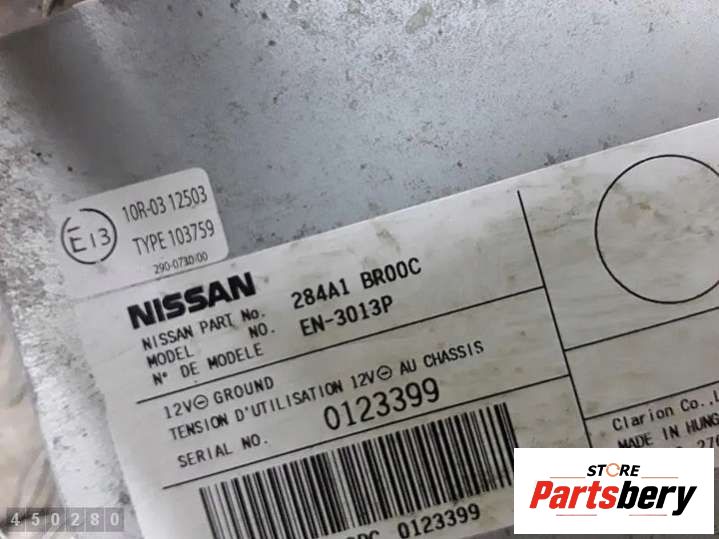 E13
10R-03 12503
TYPE 103759
290-0730/00
NISSAN
NISSAN PART No. 284A1 BR00C
MODEL NO. EN-3013P
N° DE MODELE
12V⊖ GROUND
TENSION D'UTILISATION 12V⊖ AU CHASSIS
SERIAL NO. 0123399
0123399
Clarion Co.,L
MADE IN HUNG
450280
STORE
Partsbery